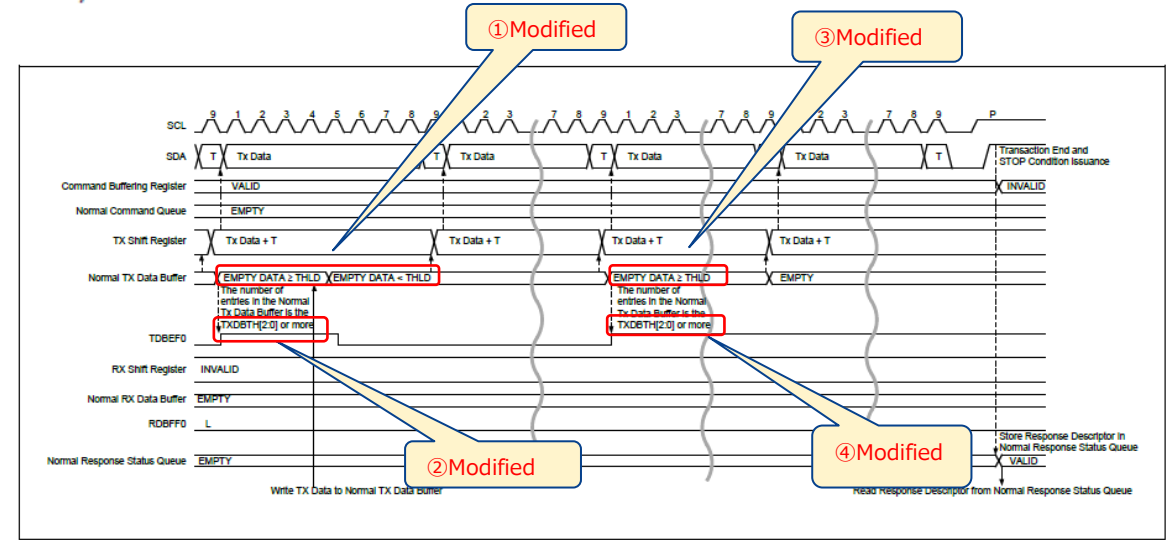 ①Modified
③Modified
SCL 9 1 2 3 4 5 6 7 8 9 2 3 7 8 9 1 2 3 7 8 9 2 3 7 8 9 P
SDA T Tx Data T Tx Data T Tx Data Tx Data T
Transaction End and
STOP Condition Issuance
Command Buffering Register VALID INVALID
Normal Command Queue EMPTY
TX Shift Register Tx Data + T Tx Data + T Tx Data + T Tx Data + T
Normal TX Data Buffer EMPTY DATA ≥ THLD EMPTY DATA < THLD EMPTY DATA ≥ THLD EMPTY
The number of
entries in the Normal
Tx Data Buffer is the
TXDBTH[2:0] or more
The number of
entries in the Normal
Tx Data Buffer is the
TXDBTH[2:0] or more
TDBEF0
RX Shift Register INVALID
Normal RX Data Buffer EMPTY
RDBFF0 L
②Modified
④Modified
Store Response Descriptor in
Normal Response Status Queue
Normal Response Status Queue EMPTY VALID
Write TX Data to Normal TX Data Buffer
Read Response Descriptor from Normal Response Status Queue